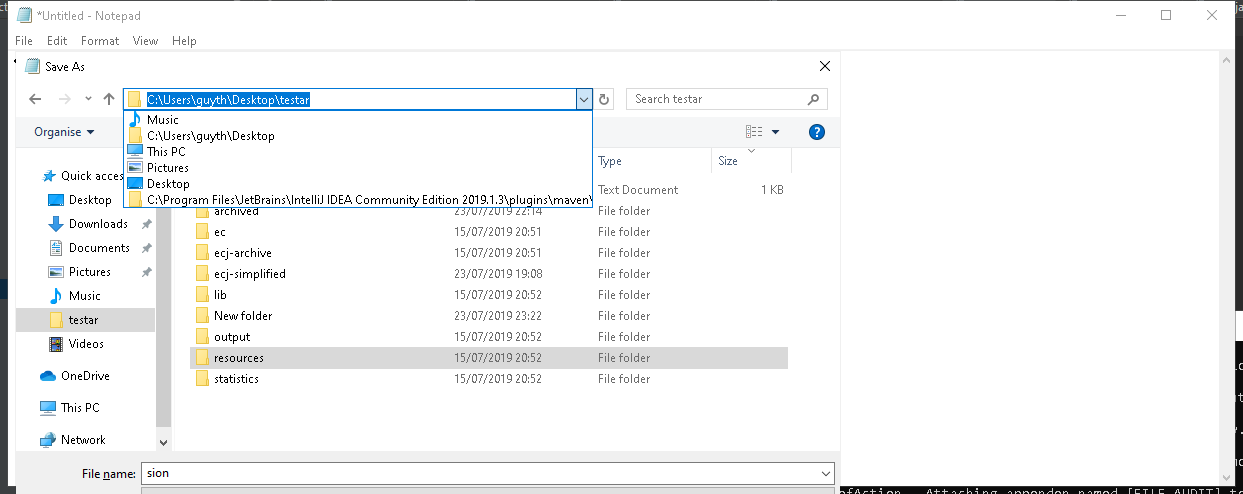 *Untitled - Notepad
File Edit Format View Help
Save As
C:\Users\guyth\Desktop\testar
Search testar
Organise
Music
C:\Users\guyth\Desktop
This PC
Pictures
Desktop
C:\Program Files\JetBrains\IntelliJ IDEA Community Edition 2019.1.3\plugins\maven\
Type Size
Text Document 1 KB
archived 23/07/2019 22:14 File folder
ec 15/07/2019 20:51 File folder
ecj-archive 15/07/2019 20:51 File folder
ecj-simplified 23/07/2019 19:08 File folder
lib 15/07/2019 20:52 File folder
New folder 23/07/2019 23:22 File folder
output 15/07/2019 20:52 File folder
resources 15/07/2019 20:52 File folder
statistics 15/07/2019 20:52 File folder
Quick acces
Desktop
Downloads
Documents
Pictures
Music
testar
Videos
OneDrive
This PC
Network
File name: sion
ofAction - Attaching appender named [FILE_AUDIT] to